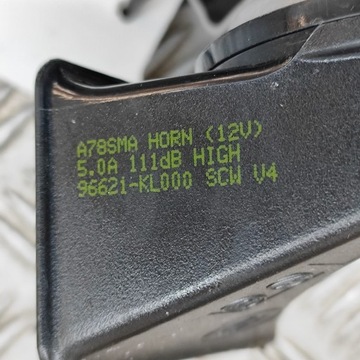 A78SMA HORN (12V)
5.0A 111dB HIGH
96621-KL000 SCW V4